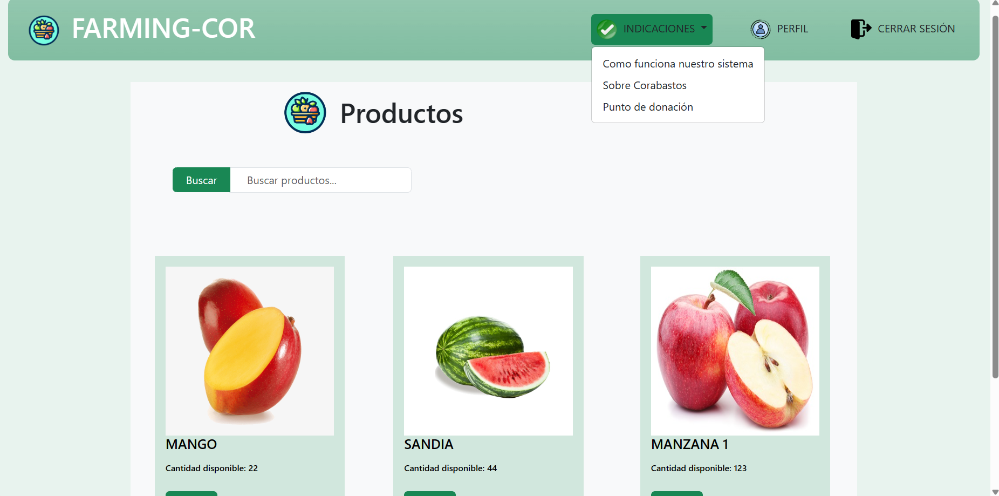 FARMING-COR
INDICACIONES
PERFIL
CERRAR SESIÓN
Como funciona nuestro sistema
Sobre Corabastos
Punto de donación
Productos
Buscar
Buscar productos...
MANGO
Cantidad disponible: 22
SANDIA
Cantidad disponible: 44
MANZANA 1
Cantidad disponible: 123